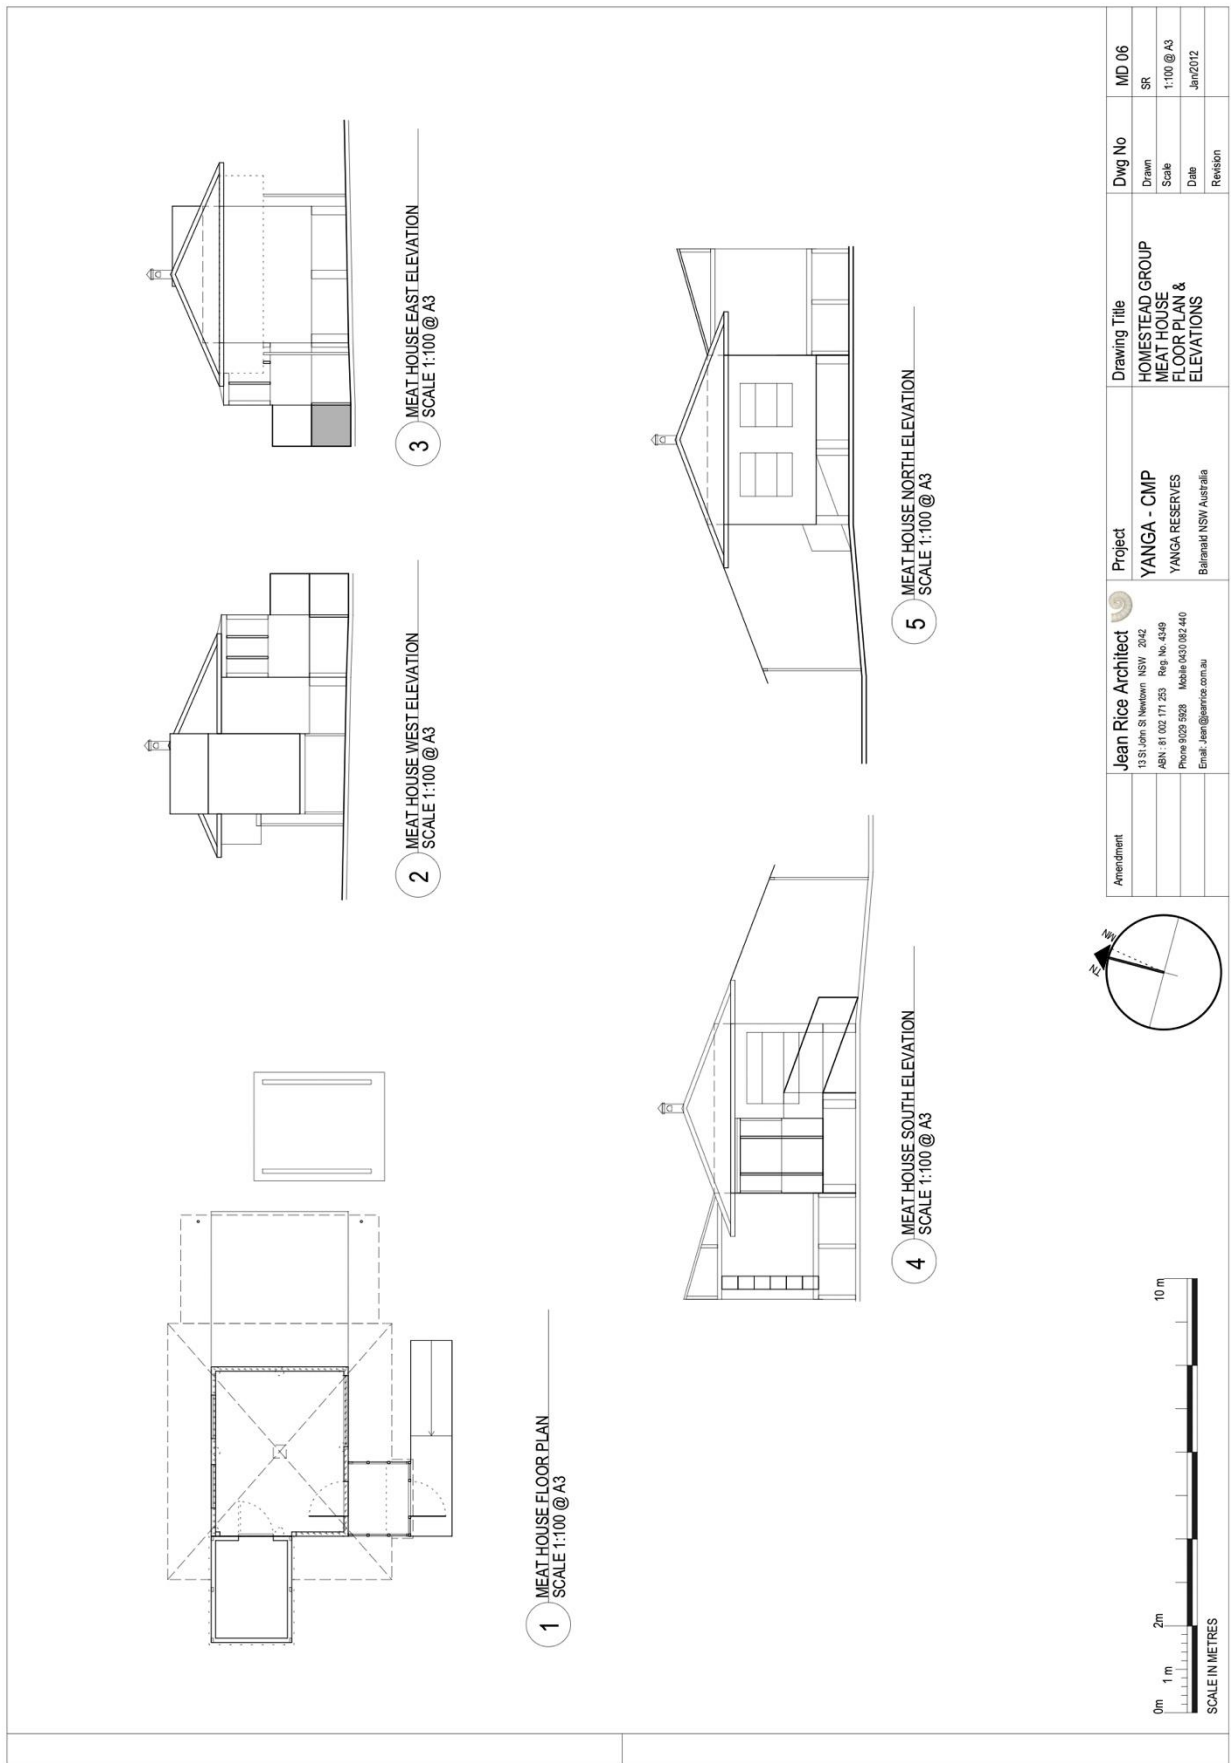 1
MEAT HOUSE FLOOR PLAN
SCALE 1:100 @ A3
2
MEAT HOUSE WEST ELEVATION
SCALE 1:100 @ A3
3
MEAT HOUSE EAST ELEVATION
SCALE 1:100 @ A3
4
MEAT HOUSE SOUTH ELEVATION
SCALE 1:100 @ A3
5
MEAT HOUSE NORTH ELEVATION
SCALE 1:100 @ A3
0m 1 m 2m 10 m
SCALE IN METRES
TN MN
Amendment
Jean Rice Architect
13 St John St Newtown NSW 2042
ABN : 81 002 171 253 Reg. No. 4349
Phone 9029 5928 Mobile 0430 082 440
Email: Jean@jeanrice.com.au
Project
YANGA - CMP
YANGA RESERVES
Balranald NSW Australia
Drawing Title
HOMESTEAD GROUP
MEAT HOUSE
FLOOR PLAN &
ELEVATIONS
Dwg No MD 06
Drawn SR
Scale 1:100 @ A3
Date Jan/2012
Revision